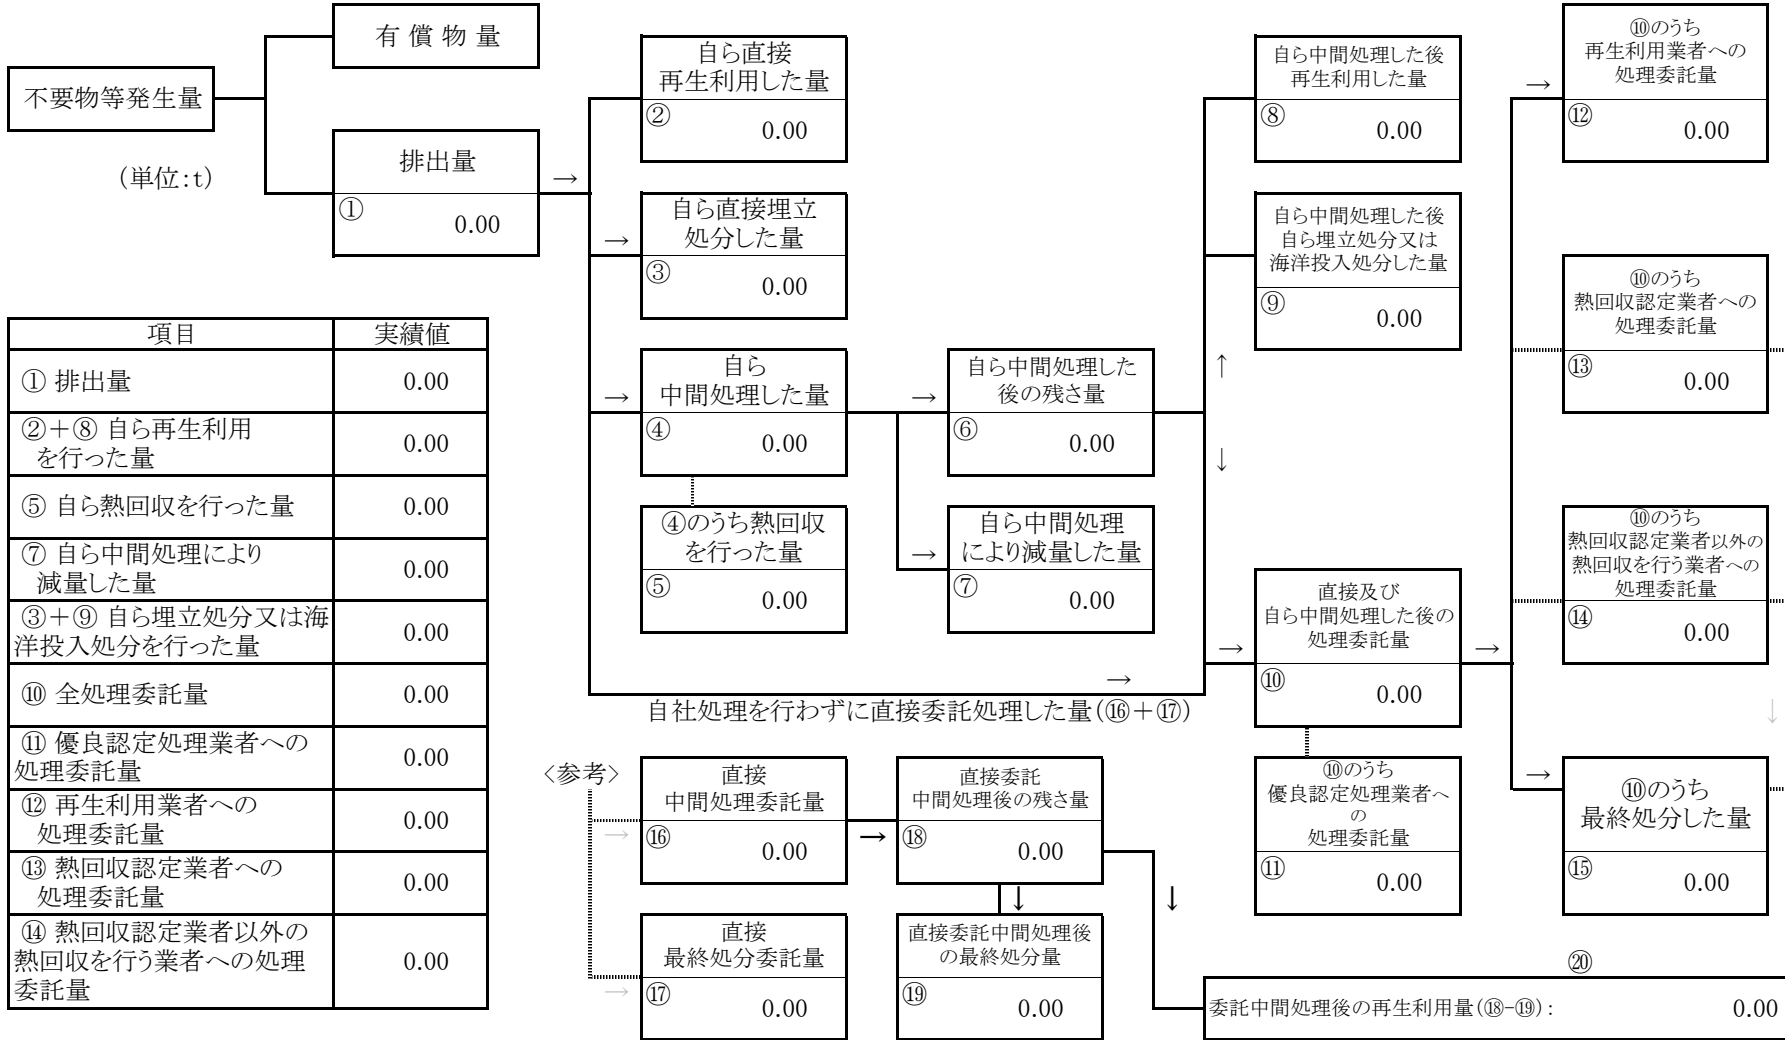 不要物等発生量
有 償 物 量
(単位:t)
排出量
①
0.00
→
自ら直接
再生利用した量
②
0.00
→
自ら直接埋立
処分した量
③
0.00
→
自ら
中間処理した量
④
0.00
④のうち熱回収
を行った量
⑤
0.00
→
自ら中間処理した
後の残さ量
⑥
0.00
→
自ら中間処理
により減量した量
⑦
0.00
自ら中間処理した後
再生利用した量
⑧
0.00
自ら中間処理した後
自ら埋立処分又は
海洋投入処分した量
⑨
0.00
↑
↓
→
自社処理を行わずに直接委託処理した量(⑯+⑰)
→
直接及び
自ら中間処理した後の
処理委託量
⑩
0.00
→
⑩のうち
優良認定処理業者へ
の
処理委託量
⑪
0.00
→
⑩のうち
再生利用業者への
処理委託量
⑫
0.00
⑩のうち
熱回収認定業者への
処理委託量
⑬
0.00
⑩のうち
熱回収認定業者以外の
熱回収を行う業者への
処理委託量
⑭
0.00
↓
→
⑩のうち
最終処分した量
⑮
0.00
項目 実績値
① 排出量 0.00
②+⑧ 自ら再生利用
を行った量 0.00
⑤ 自ら熱回収を行った量 0.00
⑦ 自ら中間処理により
減量した量 0.00
③+⑨ 自ら埋立処分又は海
洋投入処分を行った量 0.00
⑩ 全処理委託量 0.00
⑪ 優良認定処理業者への
処理委託量 0.00
⑫ 再生利用業者への
処理委託量 0.00
⑬ 熱回収認定業者への
処理委託量 0.00
⑭ 熱回収認定業者以外の
熱回収を行う業者への処理
委託量 0.00
<参考>
→
直接
中間処理委託量
⑯
0.00
→
直接委託
中間処理後の残さ量
⑱
0.00
↓
↓
→
直接
最終処分委託量
⑰
0.00
直接委託中間処理後
の最終処分量
⑲
0.00
⑳
委託中間処理後の再生利用量(⑱-⑲): 0.00